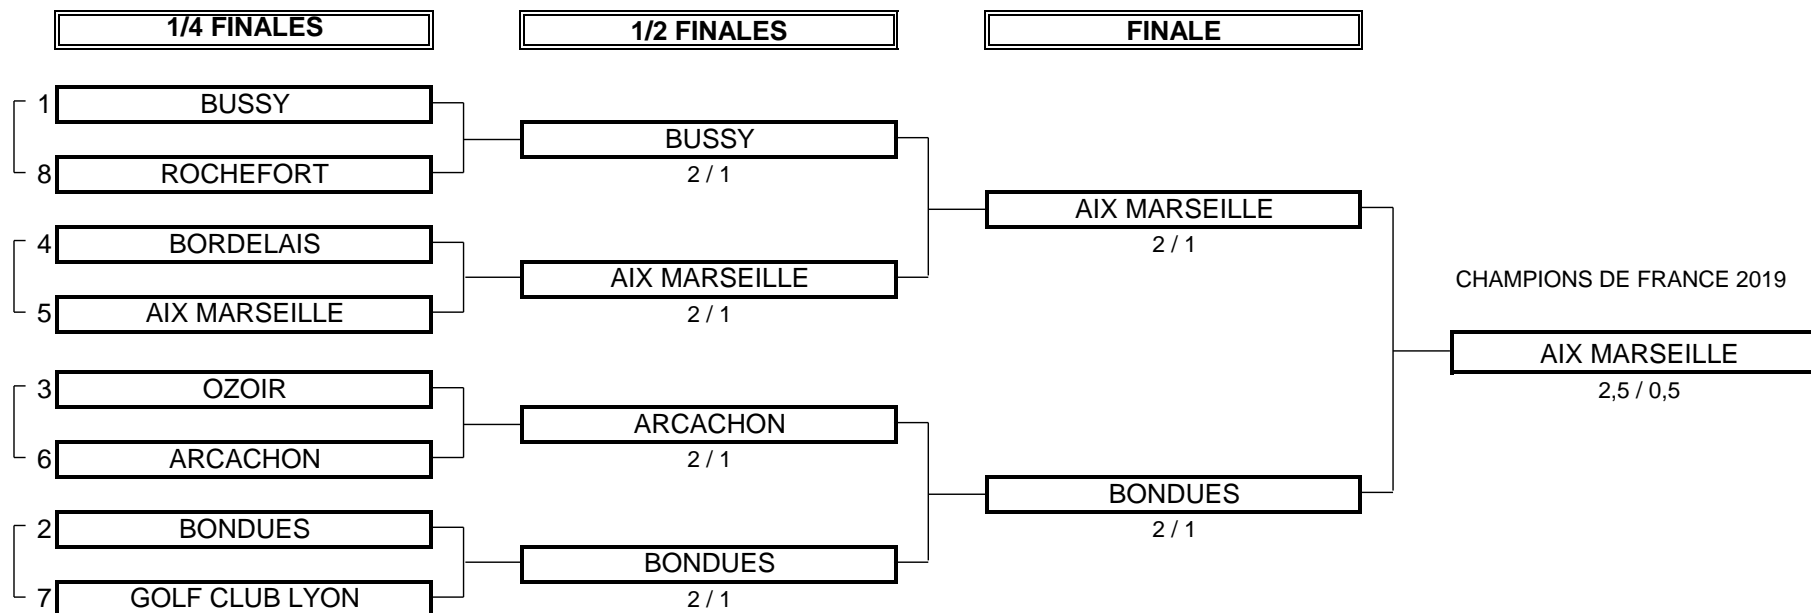 1/4 FINALES
1/2 FINALES
FINALE
1 BUSSY
8 ROCHEFORT
4 BORDELAIS
5 AIX MARSEILLE
3 OZOIR
6 ARCACHON
2 BONDUES
7 GOLF CLUB LYON
BUSSY
2 / 1
AIX MARSEILLE
2 / 1
ARCACHON
2 / 1
BONDUES
2 / 1
AIX MARSEILLE
2 / 1
BONDUES
2 / 1
CHAMPIONS DE FRANCE 2019
AIX MARSEILLE
2,5 / 0,5